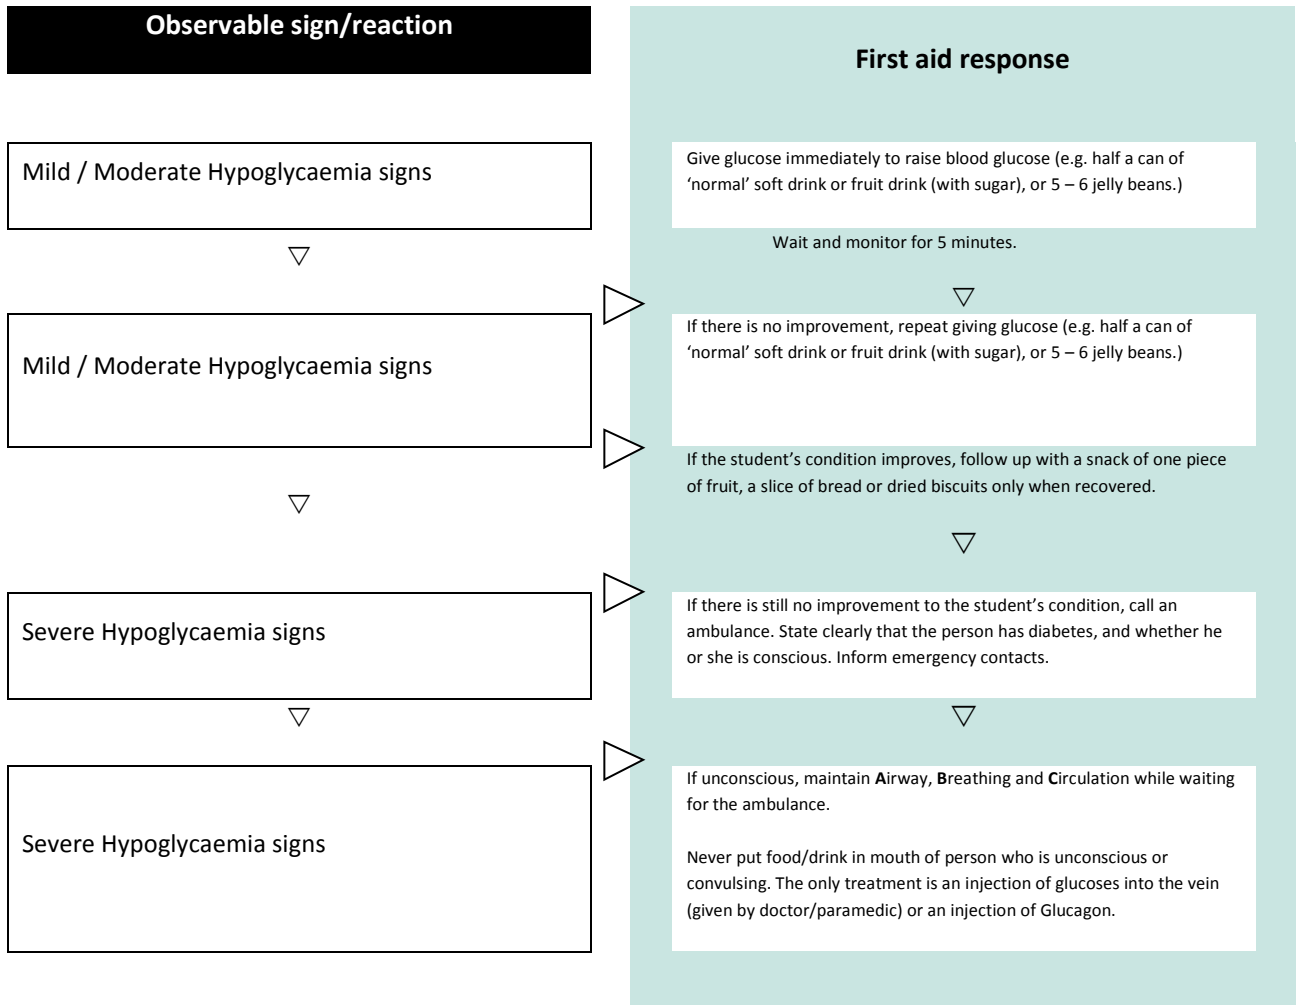 Observable sign/reaction
First aid response
Mild / Moderate Hypoglycaemia signs
Give glucose immediately to raise blood glucose (e.g. half a can of
‘normal’ soft drink or fruit drink (with sugar), or 5 – 6 jelly beans.)
Wait and monitor for 5 minutes.
Mild / Moderate Hypoglycaemia signs
If there is no improvement, repeat giving glucose (e.g. half a can of
‘normal’ soft drink or fruit drink (with sugar), or 5 – 6 jelly beans.)
If the student’s condition improves, follow up with a snack of one piece
of fruit, a slice of bread or dried biscuits only when recovered.
Severe Hypoglycaemia signs
If there is still no improvement to the student’s condition, call an
ambulance. State clearly that the person has diabetes, and whether he
or she is conscious. Inform emergency contacts.
Severe Hypoglycaemia signs
If unconscious, maintain Airway, Breathing and Circulation while waiting
for the ambulance.
Never put food/drink in mouth of person who is unconscious or
convulsing. The only treatment is an injection of glucoses into the vein
(given by doctor/paramedic) or an injection of Glucagon.